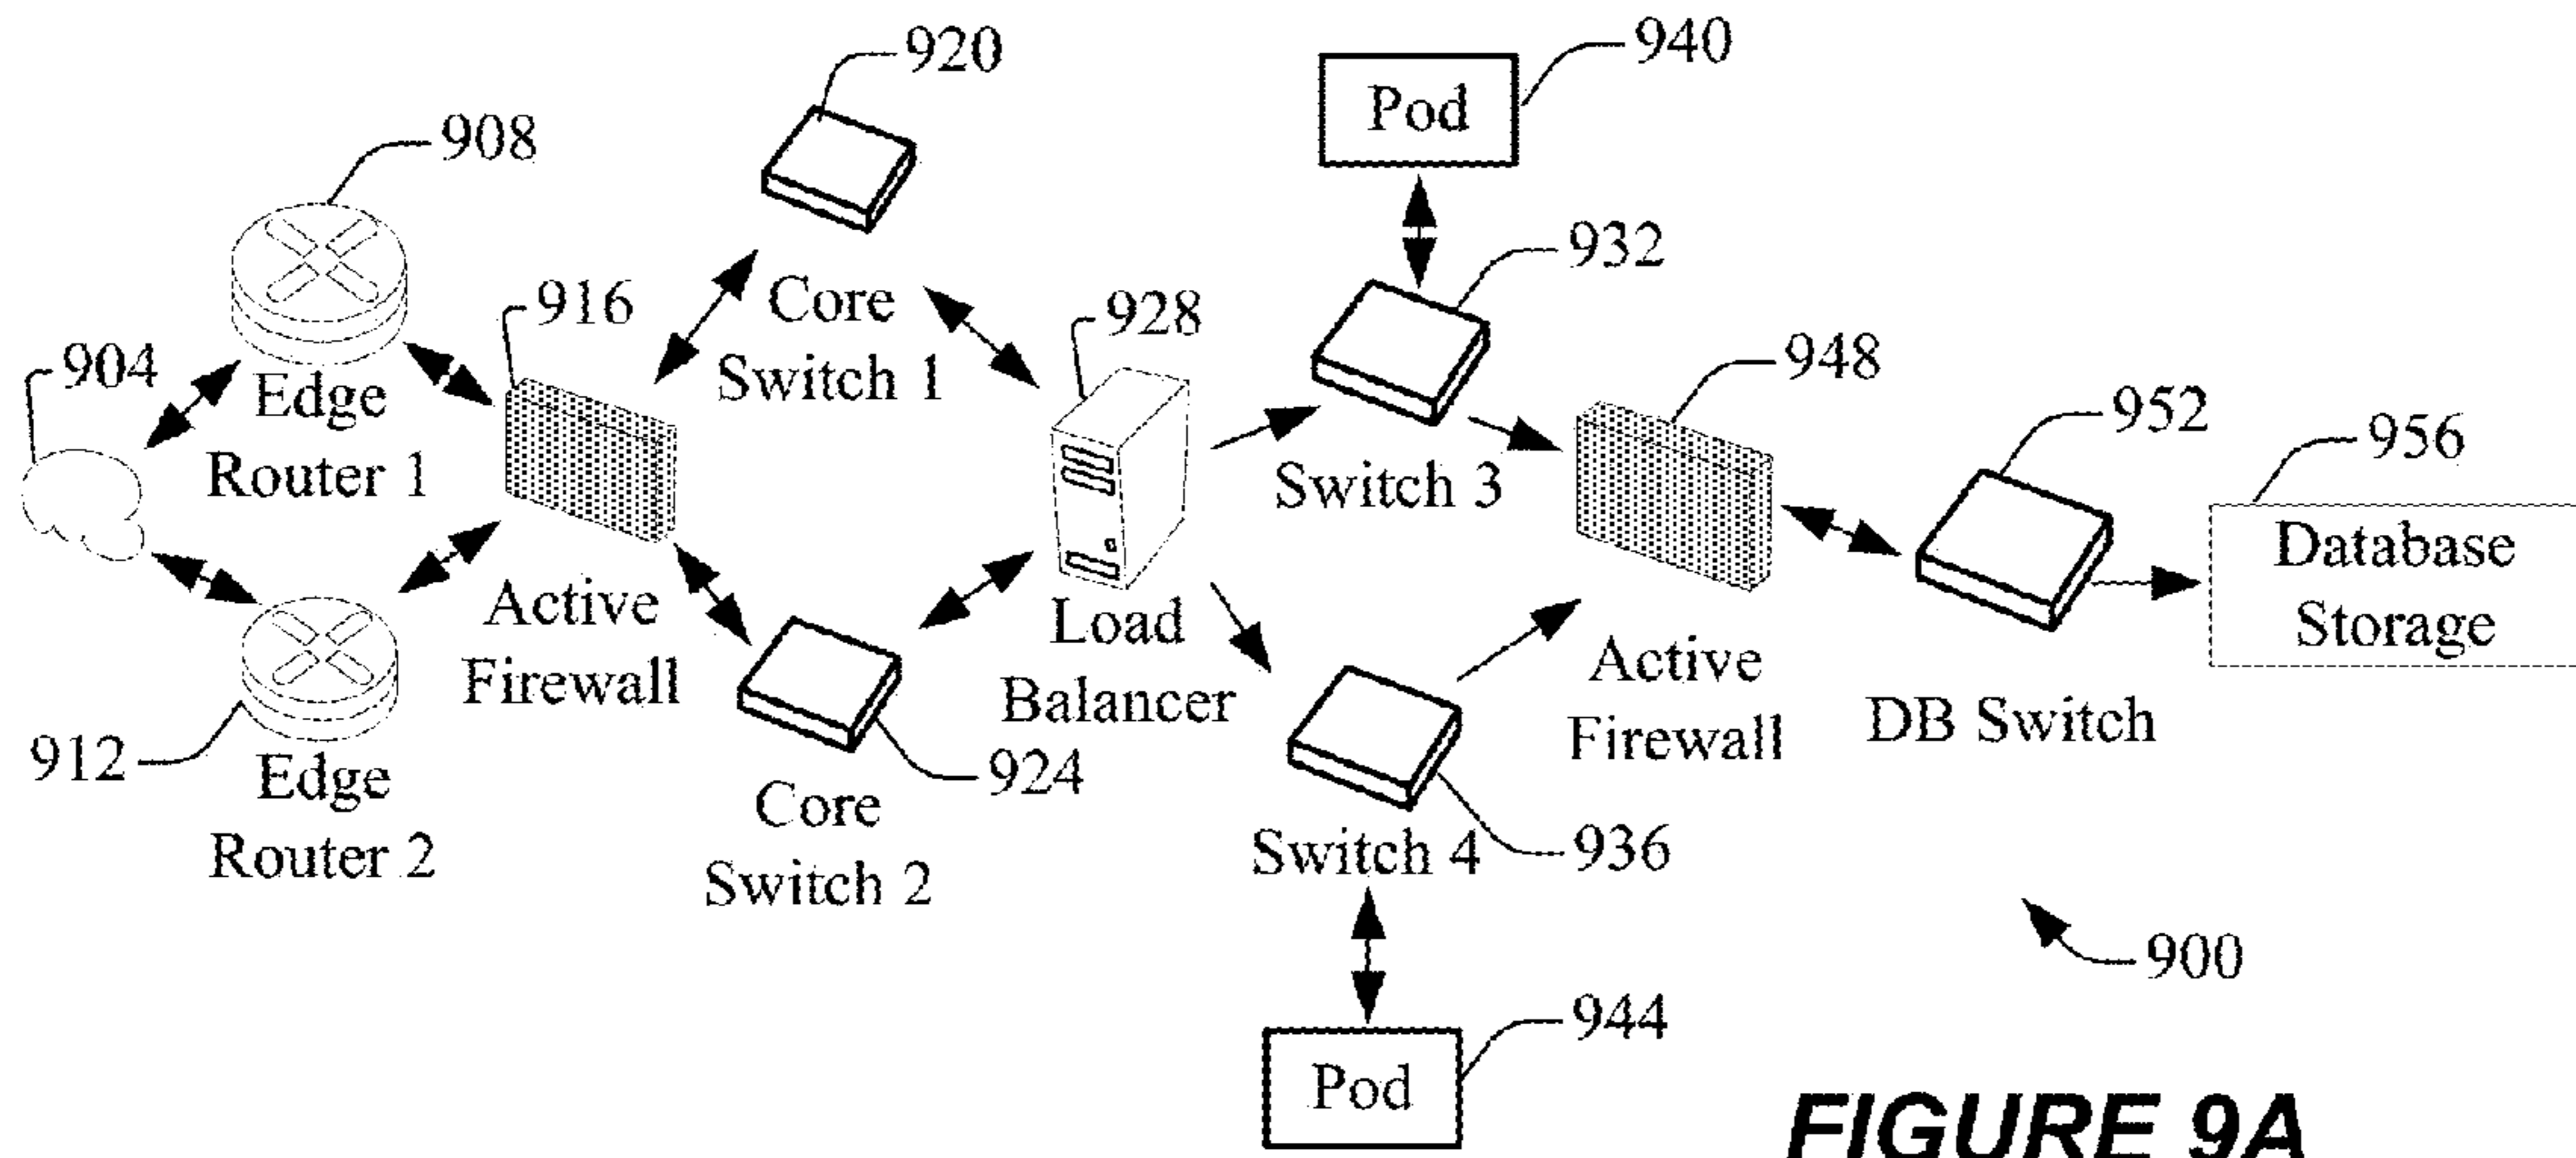 920
940
Pod
908
932
916
Core
Switch 1
928
948
904
Edge
Router 1
952
956
Switch 3
Database
Storage
Active
Firewall
Load
Balancer
Active
Firewall
DB Switch
912
Edge
Router 2
924
Core
Switch 2
Switch 4
936
900
944
Pod
FIGURE 9A